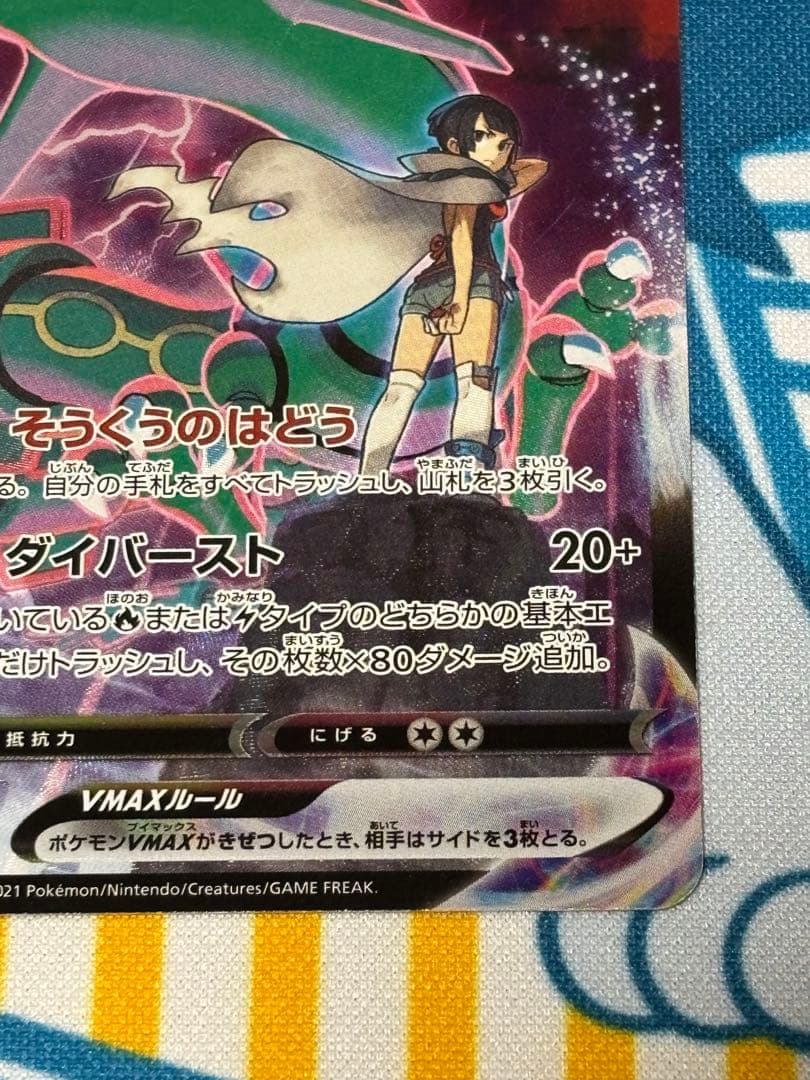 そうくうのはどう
る。自分の手札をすべてトラッシュし、山札を3枚引く。
ダイバースト 20+
いているまたはタイプのどちらかの基本エ
だけトラッシュし、その枚数×80ダメージ追加。
抵抗力 にげる
VMAXルール
ポケモンVMAXがきぜつしたとき、相手はサイドを3枚とる。
021 Pokémon/Nintendo/Creatures/GAME FREAK.